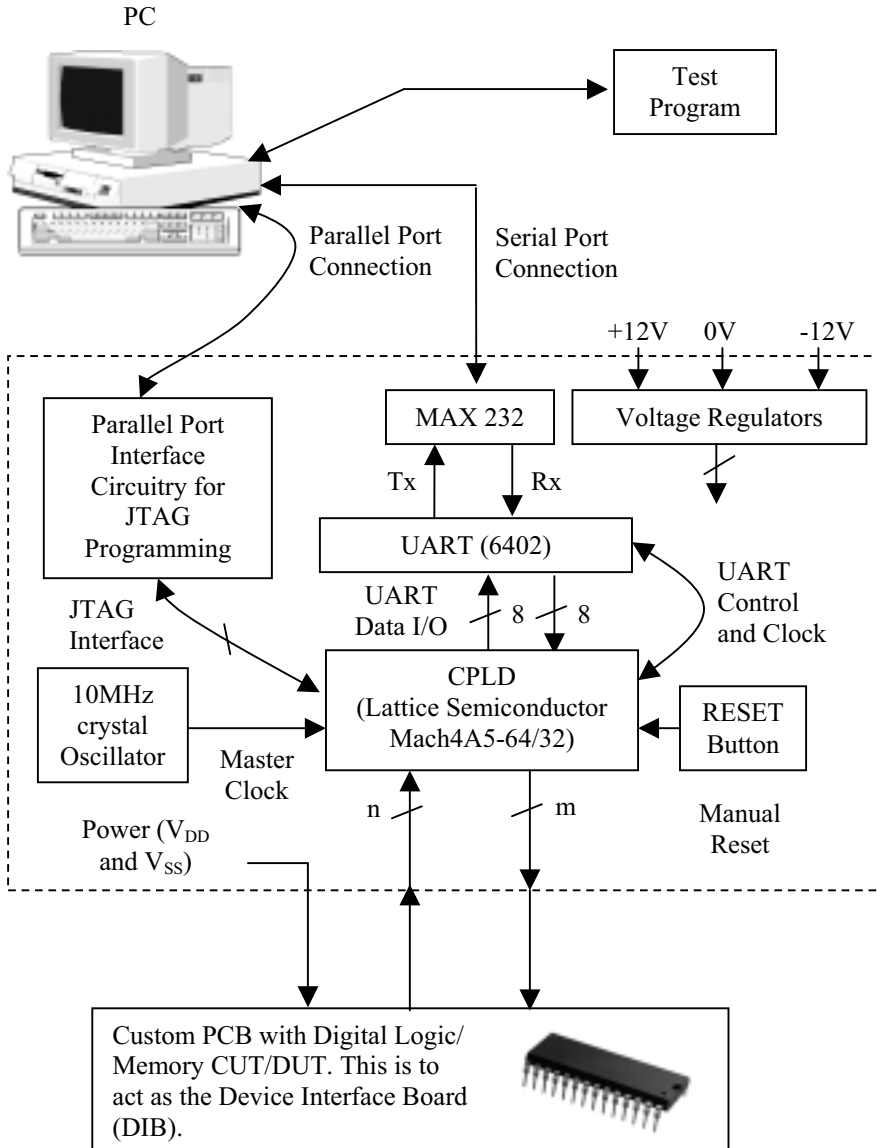 PC
Test
Program
Parallel Port
Connection
Serial Port
Connection
+12V
0V
-12V
Parallel Port
Interface
Circuitry for
JTAG
Programming
MAX 232
Voltage Regulators
Tx
Rx
UART (6402)
UART
Control
and Clock
JTAG
Interface
UART
Data I/O
8
8
10MHz
crystal
Oscillator
Master
Clock
CPLD
(Lattice Semiconductor
Mach4A5-64/32)
RESET
Button
n
m
Manual
Reset
Power (VDD
and VSS)
Custom PCB with Digital Logic/
Memory CUT/DUT. This is to
act as the Device Interface Board
(DIB).